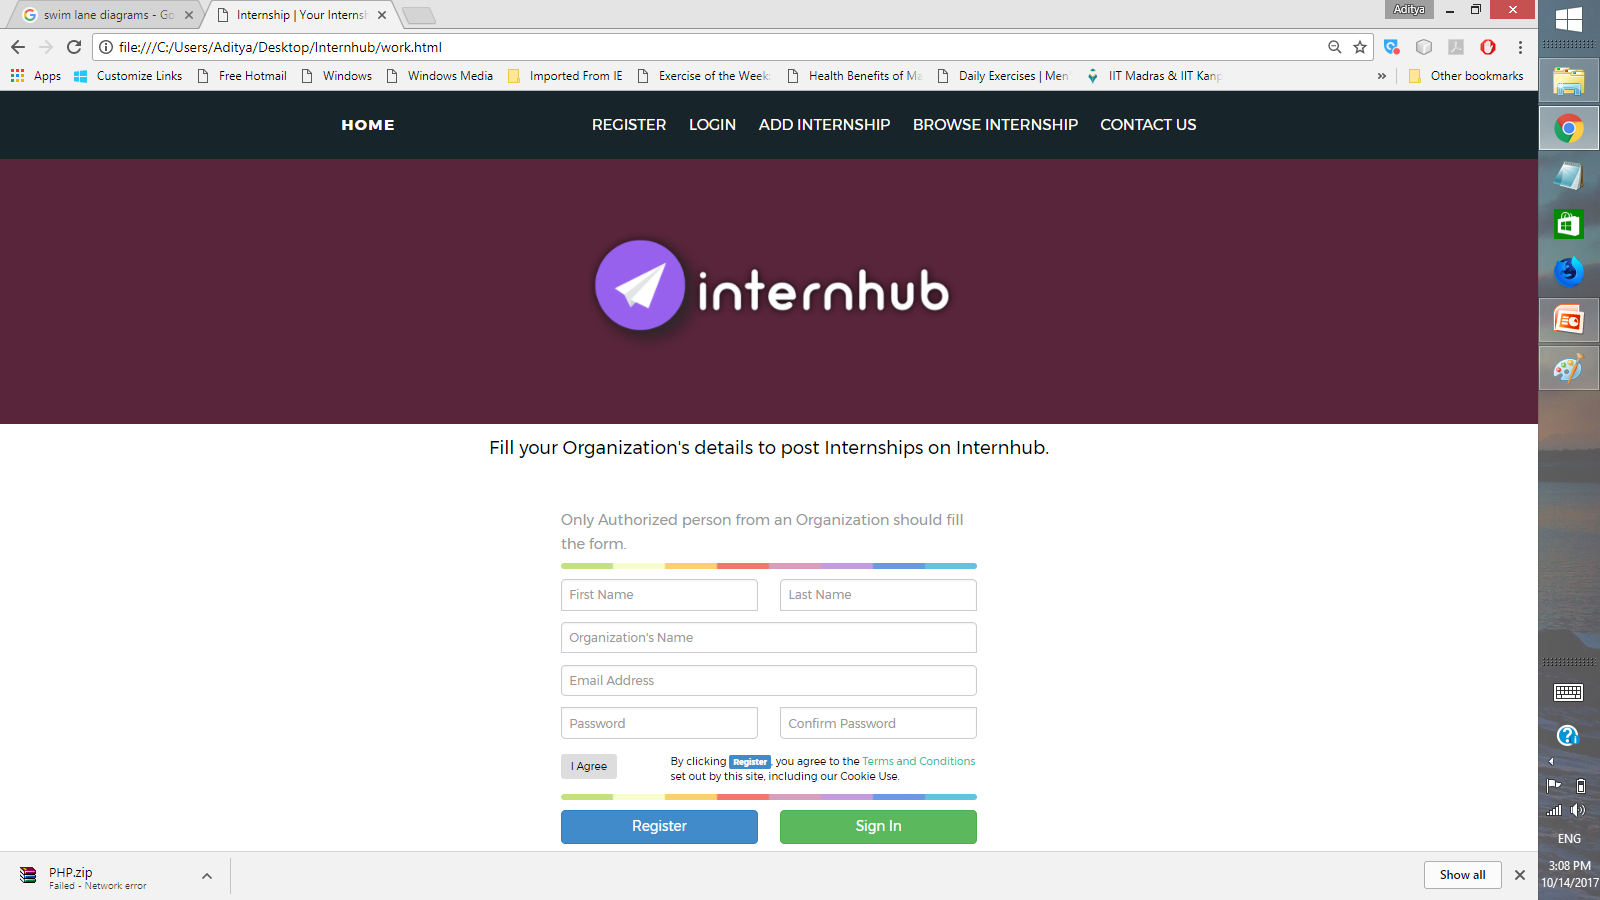 swim lane diagrams - Go
Internship | Your Internsh
Aditya
file:///C:/Users/Aditya/Desktop/Internhub/work.html
Apps Customize Links Free Hotmail Windows Windows Media Imported From IE Exercise of the Week Health Benefits of Ma Daily Exercises | Men IIT Madras & IIT Kanp » Other bookmarks
HOME REGISTER LOGIN ADD INTERNSHIP BROWSE INTERNSHIP CONTACT US
internhub
Fill your Organization's details to post Internships on Internhub.
Only Authorized person from an Organization should fill
the form.
First Name Last Name
Organization's Name
Email Address
Password Confirm Password
I Agree
By clicking Register, you agree to the Terms and Conditions
set out by this site, including our Cookie Use.
Register Sign In
PHP.zip
Failed - Network error
Show all
ENG
3:08 PM
10/14/2017